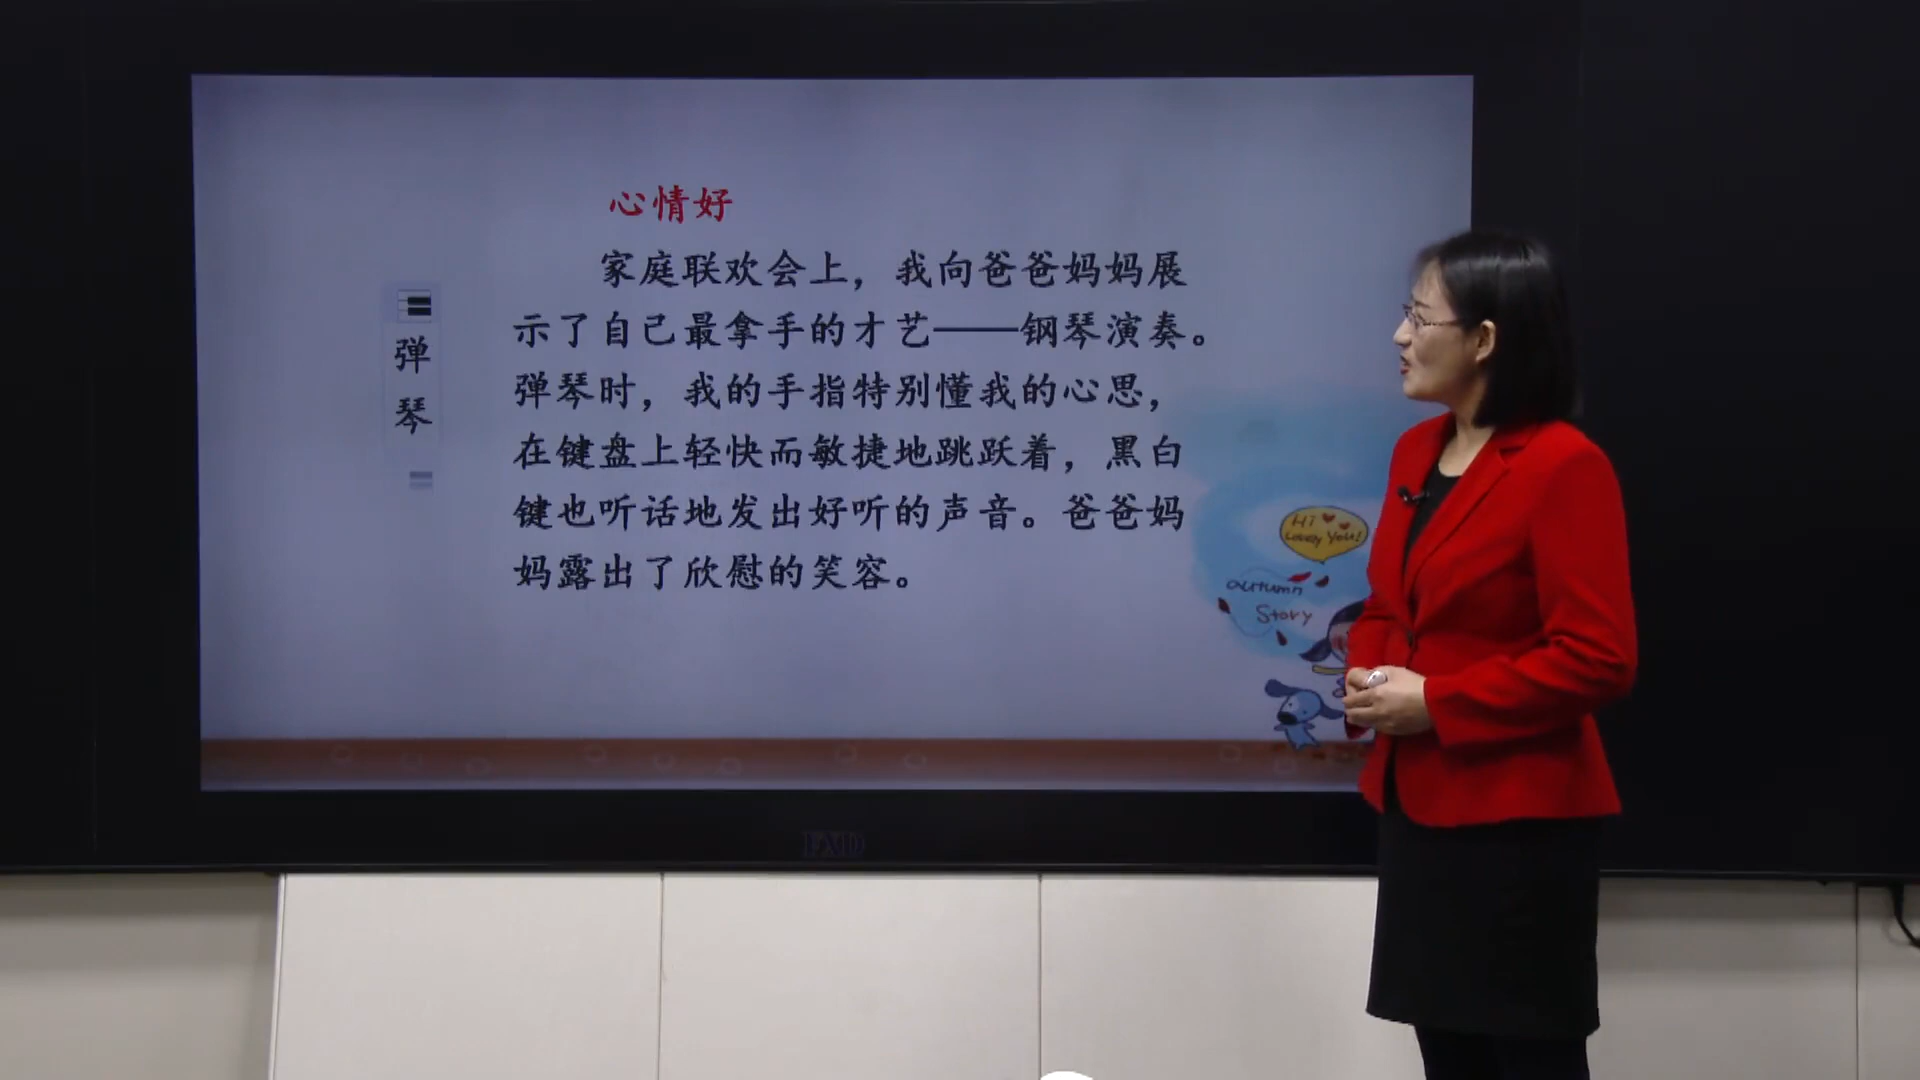 心情好
家庭联欢会上，我向爸爸妈妈展
示了自己最拿手的才艺——钢琴演奏。
弹琴时，我的手指特别懂我的心思，
在键盘上轻快而敏捷地跳跃着，黑白
键也听话地发出好听的声音。爸爸妈
妈露出了欣慰的笑容。
弹
琴
Hi
Lovely You!
autumn
Story